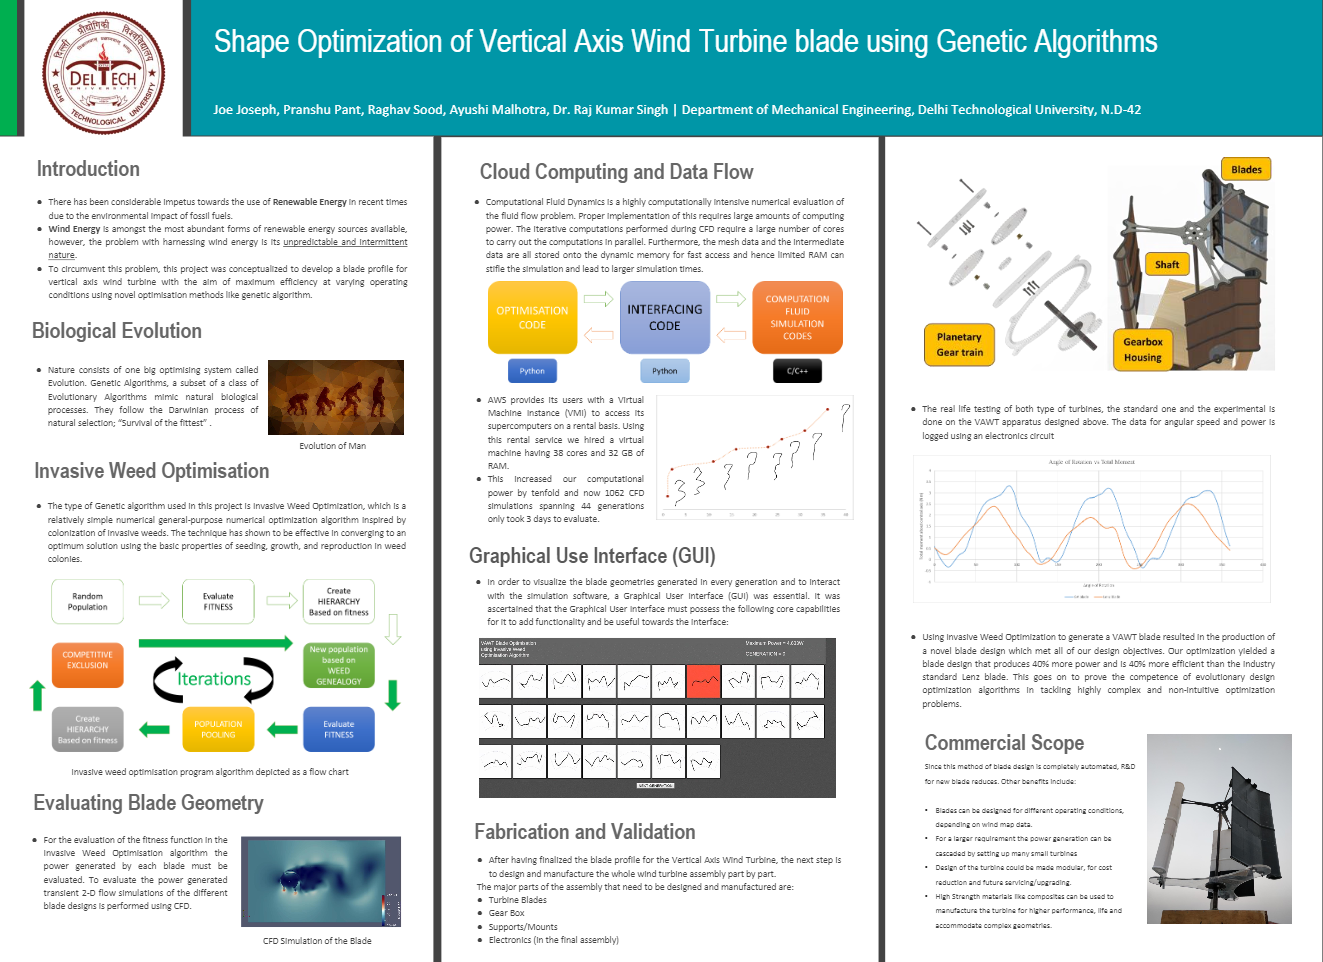 दिल्ली प्रौद्योगिकी विश्वविद्यालय
DELTECH
UNIVERSITY
DELHI TECHNOLOGICAL UNIVERSITY
Shape Optimization of Vertical Axis Wind Turbine blade using Genetic Algorithms
Joe Joseph, Pranshu Pant, Raghav Sood, Ayushi Malhotra, Dr. Raj Kumar Singh | Department of Mechanical Engineering, Delhi Technological University, N.D-42
Introduction
● There has been considerable impetus towards the use of Renewable Energy in recent times
due to the environmental impact of fossil fuels.
● Wind Energy is amongst the most abundant forms of renewable energy sources available,
however, the problem with harnessing wind energy is its unpredictable and intermittent
nature.
● To circumvent this problem, this project was conceptualized to develop a blade profile for
vertical axis wind turbine with the aim of maximum efficiency at varying operating
conditions using novel optimisation methods like genetic algorithm.
Biological Evolution
● Nature consists of one big optimising system called
Evolution. Genetic Algorithms, a subset of a class of
Evolutionary Algorithms mimic natural biological
processes. They follow the Darwinian process of
natural selection; “Survival of the fittest” .
Evolution of Man
Invasive Weed Optimisation
● The type of Genetic algorithm used in this project is Invasive Weed Optimization, which is a
relatively simple numerical general-purpose numerical optimization algorithm inspired by
colonization of invasive weeds. The technique has shown to be effective in converging to an
optimum solution using the basic properties of seeding, growth, and reproduction in weed
colonies.
Random
Population
Evaluate
FITNESS
Create
HIERARCHY
Based on fitness
COMPETITIVE
EXCLUSION
Iterations
New population
based on
WEED
GENEALOGY
Create
HIERARCHY
Based on fitness
POPULATION
POOLING
Evaluate
FITNESS
Invasive weed optimisation program algorithm depicted as a flow chart
Evaluating Blade Geometry
● For the evaluation of the fitness function in the
Invasive Weed Optimisation algorithm the
power generated by each blade must be
evaluated. To evaluate the power generated
transient 2-D flow simulations of the different
blade designs is performed using CFD.
CFD Simulation of the Blade
Cloud Computing and Data Flow
● Computational Fluid Dynamics is a highly computationally intensive numerical evaluation of
the fluid flow problem. Proper implementation of this requires large amounts of computing
power. The iterative computations performed during CFD require a large number of cores
to carry out the computations in parallel. Furthermore, the mesh data and the intermediate
data are all stored onto the dynamic memory for fast access and hence limited RAM can
stifle the simulation and lead to larger simulation times.
OPTIMISATION
CODE
INTERFACING
CODE
COMPUTATION
FLUID
SIMULATION
CODES
Python
Python
C/C++
● AWS provides its users with a Virtual
Machine Instance (VMI) to access its
supercomputers on a rental basis. Using
this rental service we hired a virtual
machine having 38 cores and 32 GB of
RAM.
● This increased our computational
power by tenfold and now 1062 CFD
simulations spanning 44 generations
only took 3 days to evaluate.
0 5 10 15 20 25 30 35 40
Graphical Use Interface (GUI)
● In order to visualize the blade geometries generated in every generation and to interact
with the simulation software, a Graphical User Interface (GUI) was essential. It was
ascertained that the Graphical User Interface must possess the following core capabilities
for it to add functionality and be useful towards the interface:
VAWT Blade Optimisation
using Invasive Weed
Optimisation Algorithm
GENERATION = 0
NEXT GENERATION
Fabrication and Validation
● After having finalized the blade profile for the Vertical Axis Wind Turbine, the next step is
to design and manufacture the whole wind turbine assembly part by part.
The major parts of the assembly that need to be designed and manufactured are:
● Turbine Blades
● Gear Box
● Supports/Mounts
● Electronics (in the final assembly)
Blades
Shaft
Planetary
Gear train
Gearbox
Housing
● The real life testing of both type of turbines, the standard one and the experimental is
done on the VAWT apparatus designed above. The data for angular speed and power is
logged using an electronics circuit
Angle of Rotation vs Total Moment
Angle of Rotation
● Using Invasive Weed Optimization to generate a VAWT blade resulted in the production of
a novel blade design which met all of our design objectives. Our optimization yielded a
blade design that produces 40% more power and is 40% more efficient than the industry
standard Lenz blade. This goes on to prove the competence of evolutionary design
optimization algorithms in tackling highly complex and non-intuitive optimization
problems.
Commercial Scope
Since this method of blade design is completely automated, R&D
for new blade reduces. Other benefits include:
• Blades can be designed for different operating conditions,
depending on wind map data.
• For a larger requirement the power generation can be
cascaded by setting up many small turbines
• Design of the turbine could be made modular, for cost
reduction and future servicing/upgrading.
• High Strength materials like composites can be used to
manufacture the turbine for higher performance, life and
accommodate complex geometries.